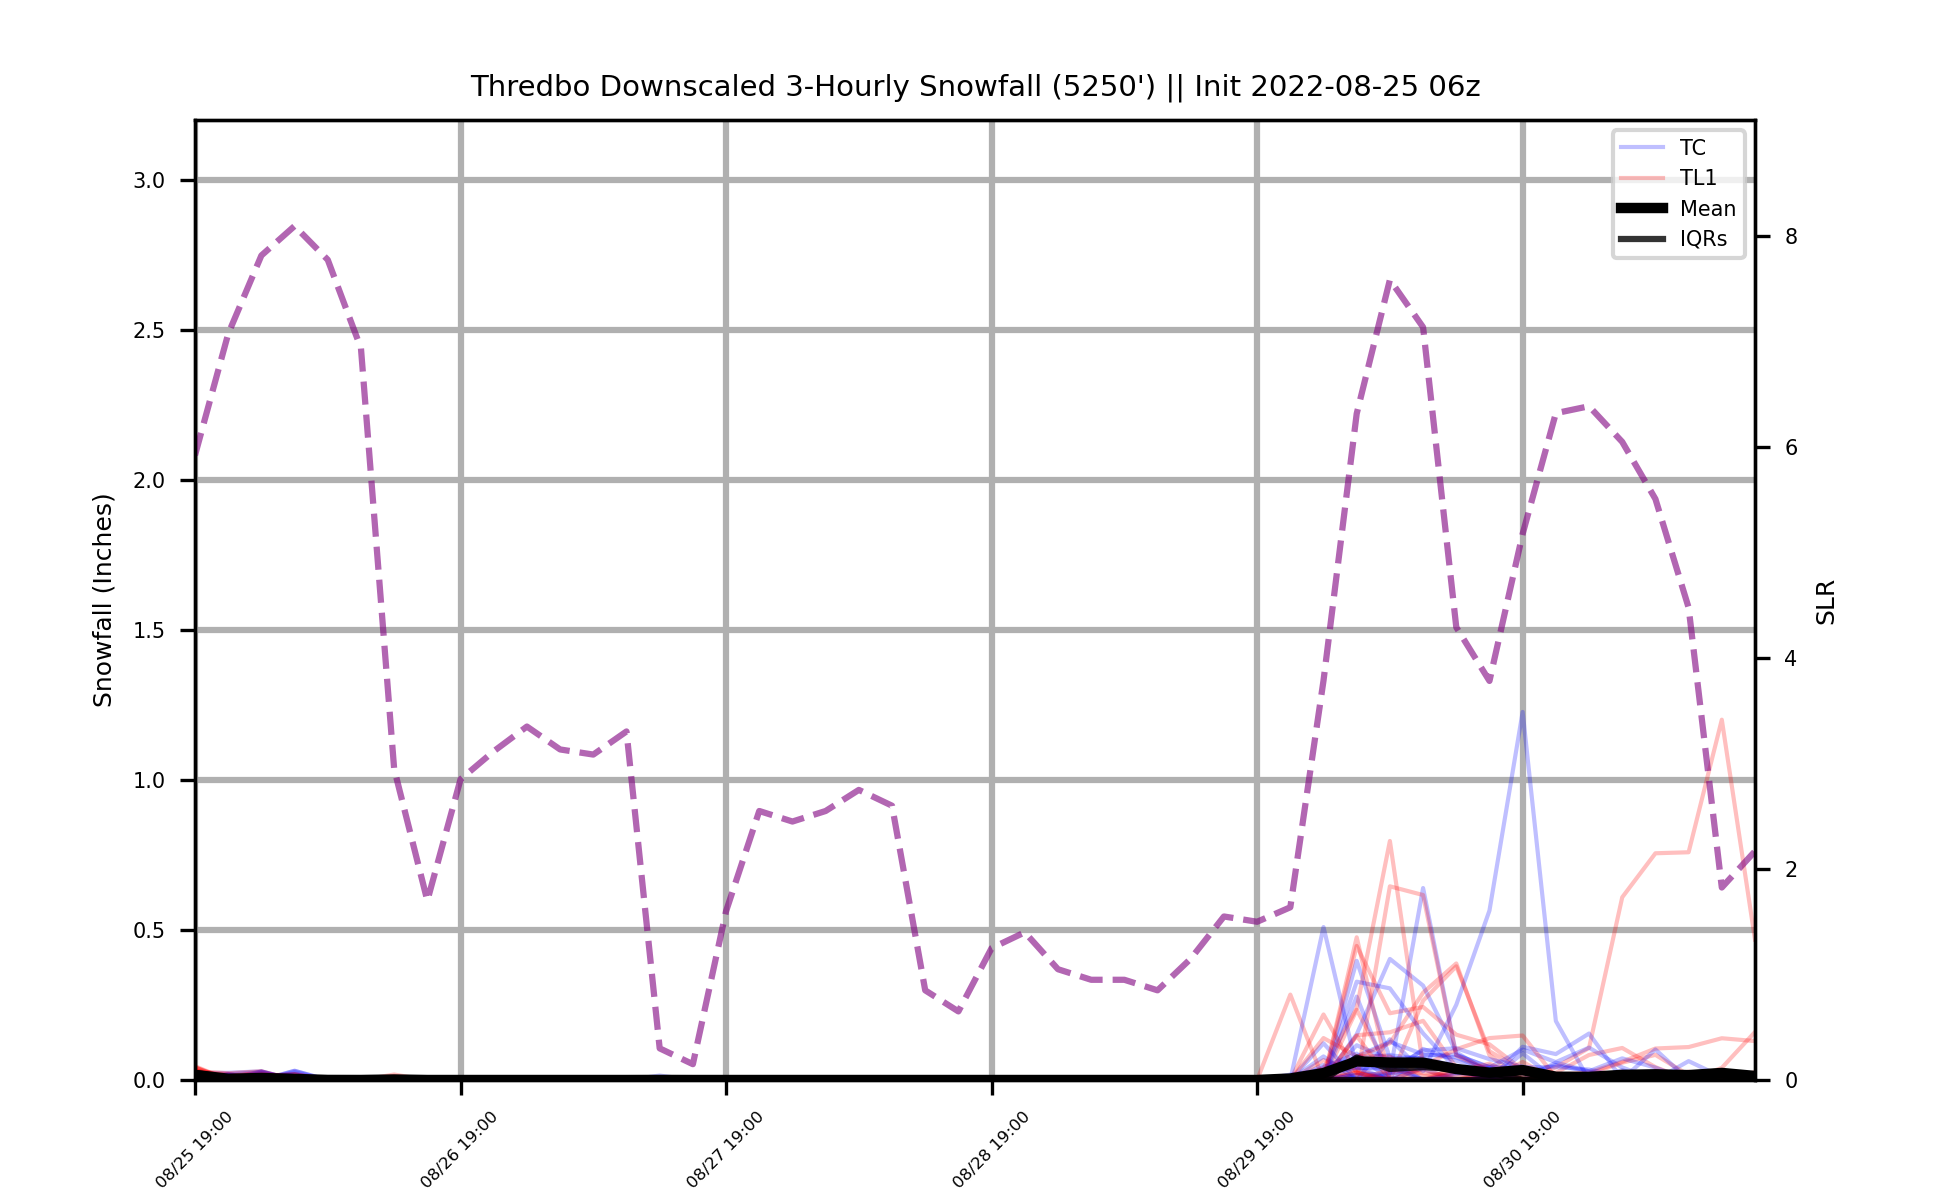 Thredbo Downscaled 3-Hourly Snowfall (5250') || Init 2022-08-25 06z
TC
TL1
Mean
IQRs
3.0
2.5
2.0
1.5
1.0
0.5
0.0
Snowfall (Inches)
8
6
4
2
0
SLR
08/25 19:00
08/26 19:00
08/27 19:00
08/28 19:00
08/29 19:00
08/30 19:00